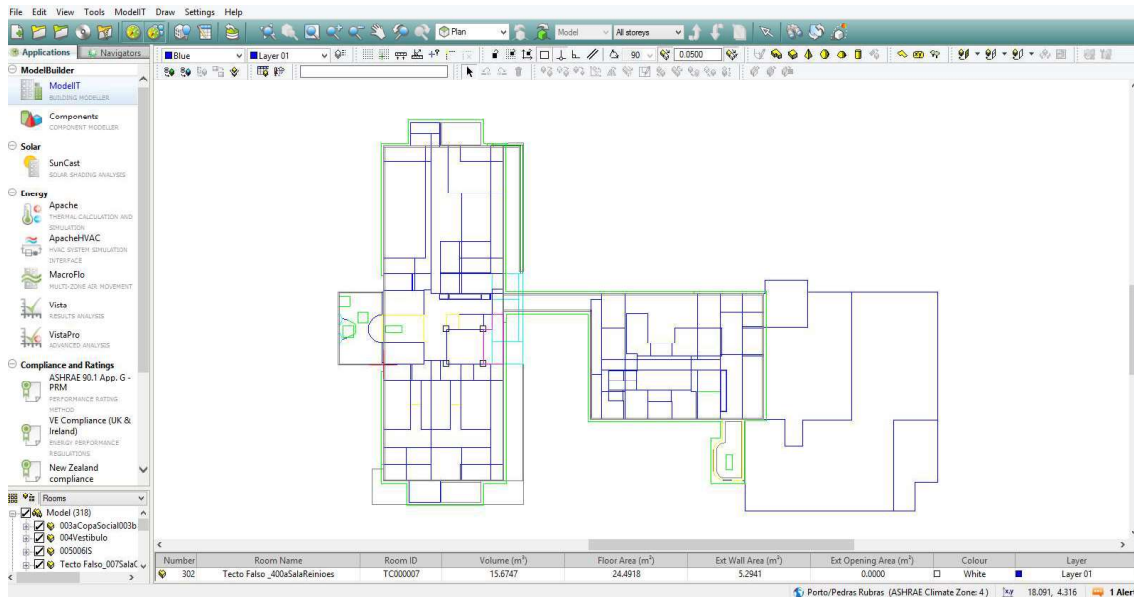 File Edit View Tools ModelIT Draw Settings Help
Plan Model All storeys
Applications Navigators
Blue Layer 01 90 0.0500
ModelBuilder
ModelIT
BUILDING MODELLER
Components
COMPONENT MODELLER
Solar
SunCast
SOLAR SHADING ANALYSIS
Energy
Apache
THERMAL CALCULATION AND
SIMULATION
ApacheHVAC
HVAC SYSTEM SIMULATION
INTERFACE
MacroFlo
MULTI-ZONE AIR MOVEMENT
Vista
RESULTS ANALYSIS
VistaPro
ADVANCED ANALYSIS
Compliance and Ratings
ASHRAE 90.1 App. G -
PRM
PERFORMANCE RATING
METHOD
VE Compliance (UK &
Ireland)
ENERGY PERFORMANCE
REGULATIONS
New Zealand
compliance
Rooms
Model (318)
003aCopaSocial003b
004Vestibulo
005006IS
Tecto Falso_007SalaC
Number Room Name Room ID Volume (m³) Floor Area (m²) Ext Wall Area (m²) Ext Opening Area (m²) Colour Layer
302 Tecto Falso _400aSalaReinioes TC000007 15.6747 24.4918 5.2941 0.0000 White Layer 01
Porto/Pedras Rubras (ASHRAE Climate Zone: 4) x,y 18.091, 4.316 1 Aler